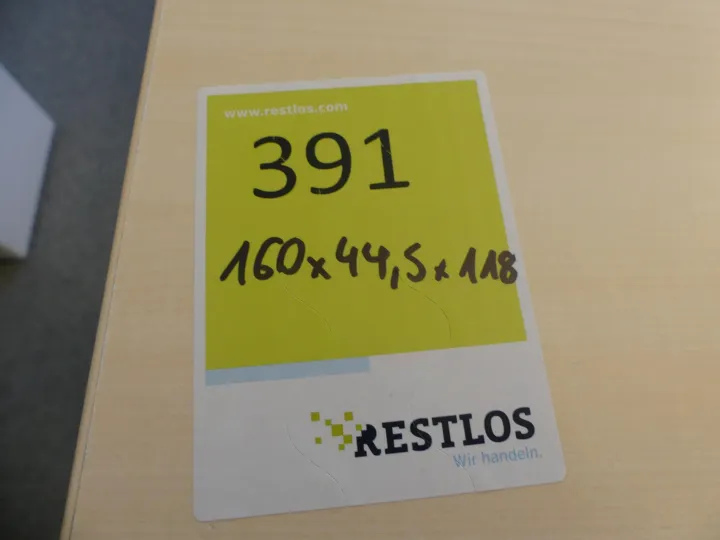 www.restlos.com
391
160x44,5x118
RESTLOS
Wir handeln.